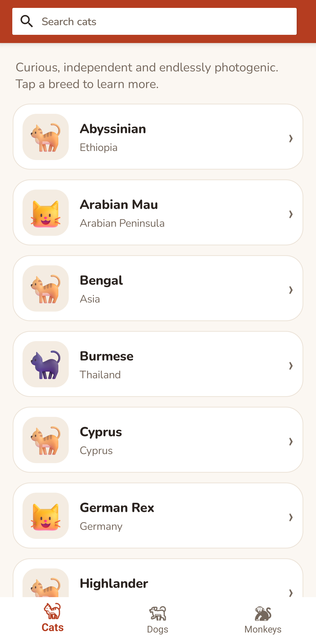 Search cats
Curious, independent and endlessly photogenic.
Tap a breed to learn more.
Abyssinian
Ethiopia
Arabian Mau
Arabian Peninsula
Bengal
Asia
Burmese
Thailand
Cyprus
Cyprus
German Rex
Germany
Highlander
Cats
Dogs
Monkeys